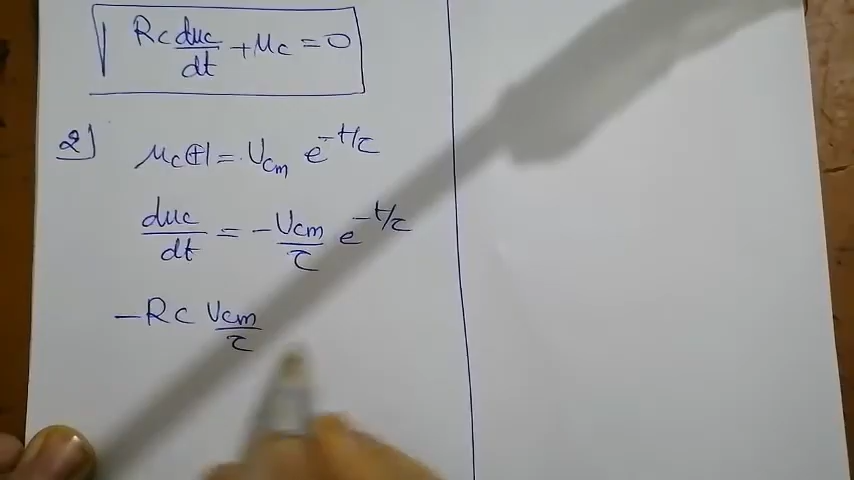 RC duc/dt + uc = 0
2) uc(t) = Ucm e^-t/τ
duc/dt = - Ucm/τ e^-t/τ
- RC Ucm/τ